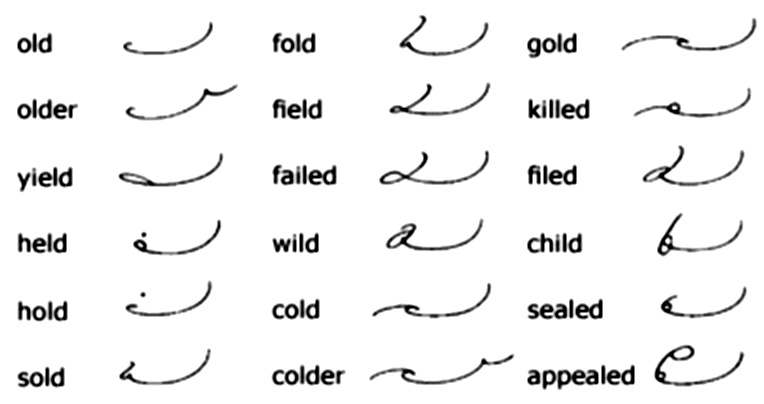 old fold gold
older field killed
yield failed filed
held wild child
hold cold sealed
sold colder appealed